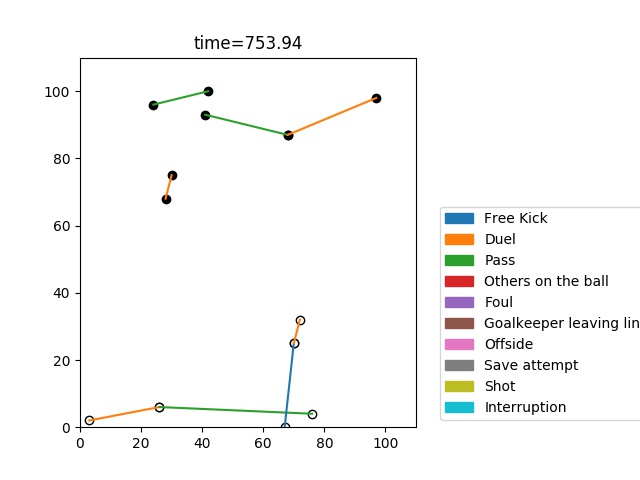 time=753.94
100
80
60
40
20
0
0 20 40 60 80 100
Free Kick
Duel
Pass
Others on the ball
Foul
Goalkeeper leaving lin
Offside
Save attempt
Shot
Interruption